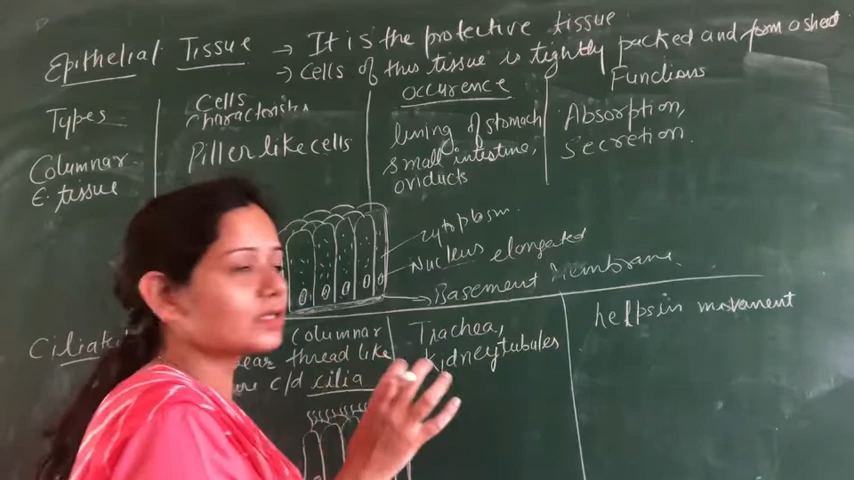 Epithelial Tissue → It is the protective tissue
→ Cells of this tissue is tightly packed and form a shed
Types
Cells characteristics
occurence
Functions
Columnar E. tissue
Piller like cells
lining of stomach
small intestine,
oviducts
Absorption,
secretion.
cytoplasm.
Nucleus elongated
Basement Membrane.
Columnar
thread like
c/d cilia
Trachea,
Kidney tubules
helps in movement